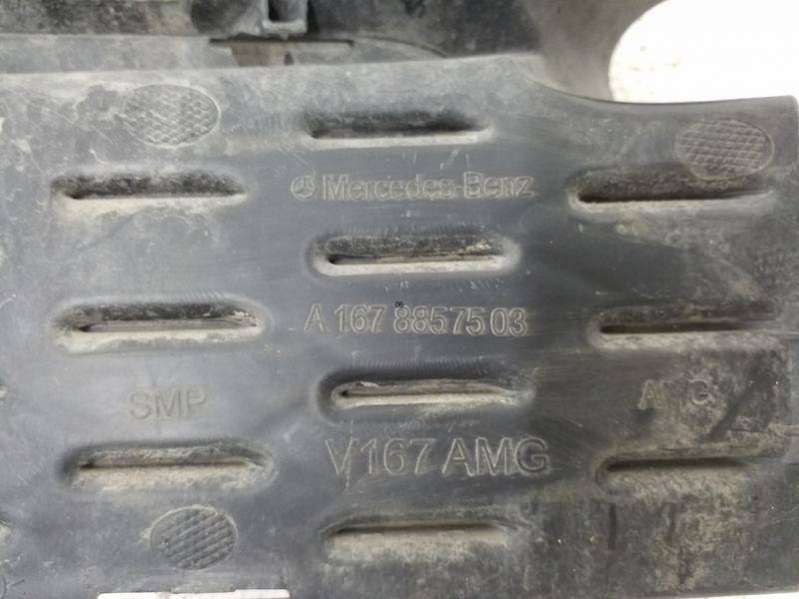 Mercedes-Benz
A 167 885 75 03
SMP
V167 AMG